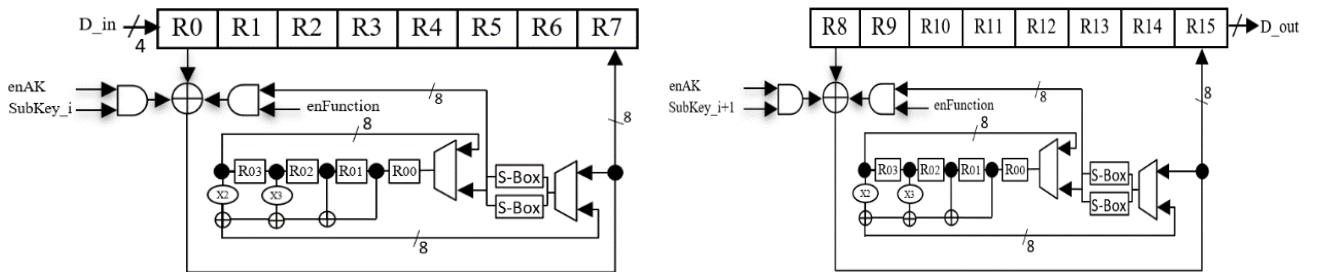 D_in
4
R0 R1 R2 R3 R4 R5 R6 R7
enAK
SubKey_i
enFunction
8
8
8
R03 R02 R01 R00
X2 X3
S-Box
S-Box
8
R8 R9 R10 R11 R12 R13 R14 R15
D_out
enAK
SubKey_i+1
enFunction
8
8
8
R03 R02 R01 R00
X2 X3
S-Box
S-Box
8